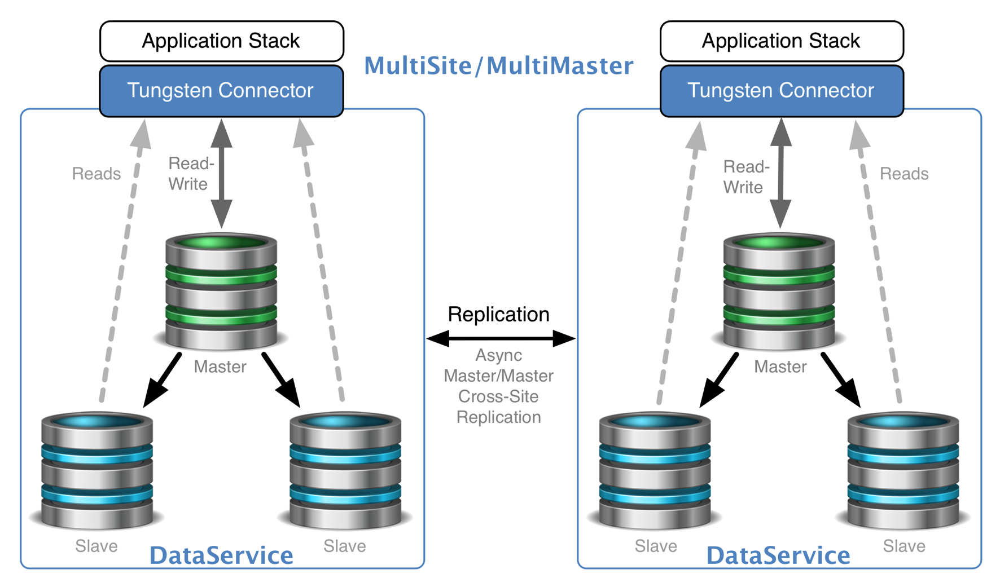 Application Stack
Tungsten Connector
MultiSite/MultiMaster
Application Stack
Tungsten Connector
Reads
Read-
Write
Master
Slave
Slave
DataService
Replication
Async
Master/Master
Cross-Site
Replication
Read-
Write
Reads
Master
Slave
Slave
DataService